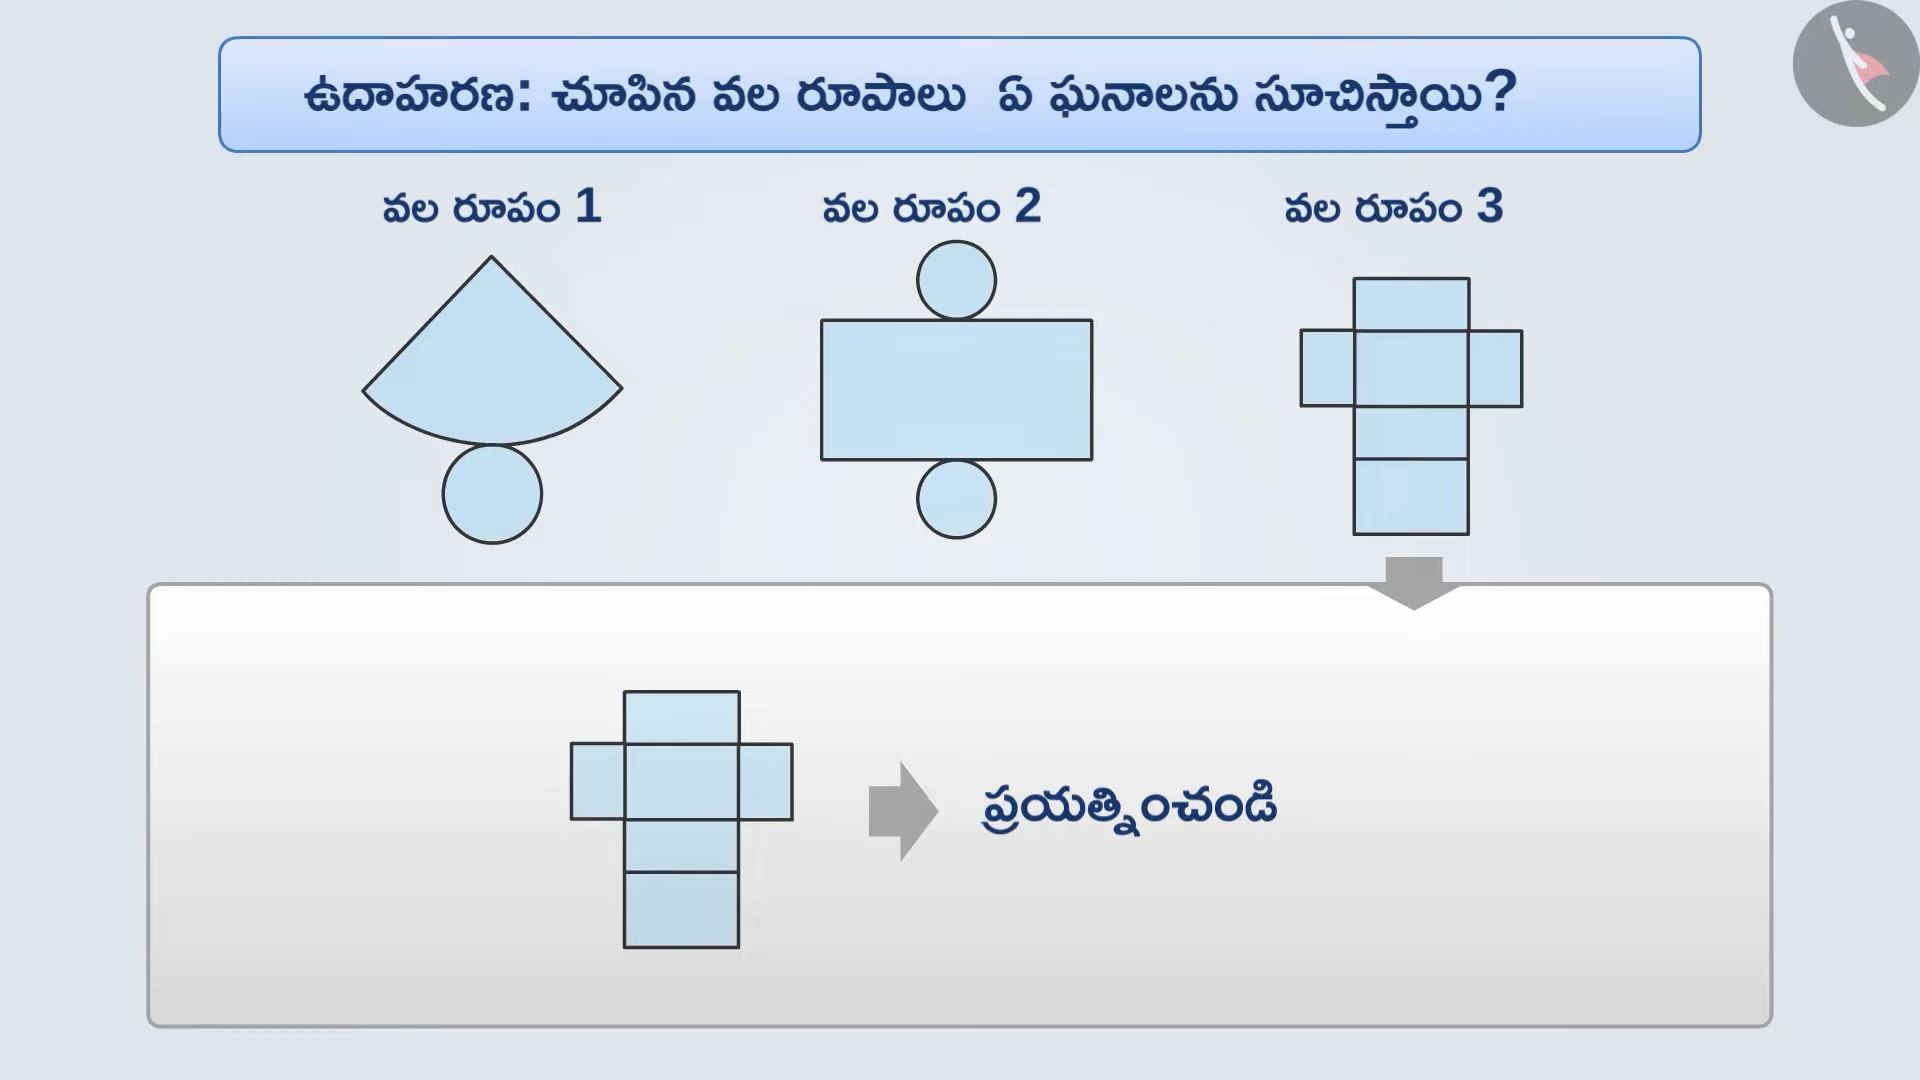 ఉదాహరణ: చూపిన వల రూపాలు ఏ ఘనాలను సూచిస్తాయి?
వల రూపం 1
వల రూపం 2
వల రూపం 3
ప్రయత్నించండి